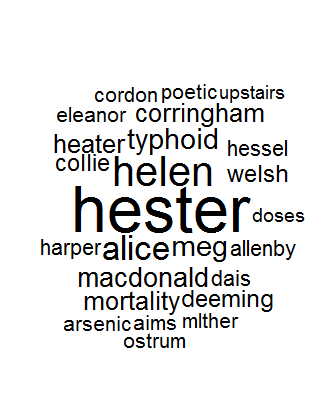 cordon poetic upstairs
eleanor corringham
heater typhoid hessel
collie helen welsh
hester doses
harper alice meg allenby
macdonald dais
mortality deeming
arsenic aims mlther
ostrum